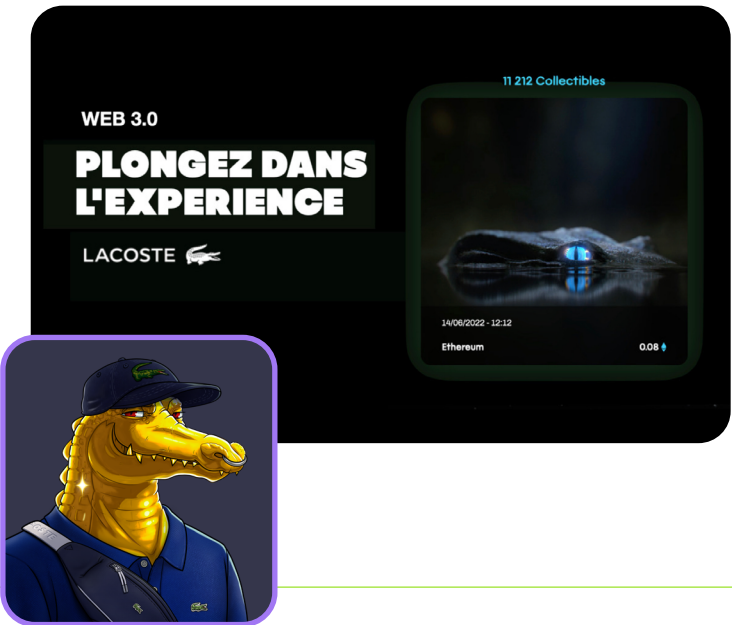 11 212 Collectibles
WEB 3.0
PLONGEZ DANS
L'EXPERIENCE
LACOSTE
14/06/2022 - 12:12
Ethereum
0.08